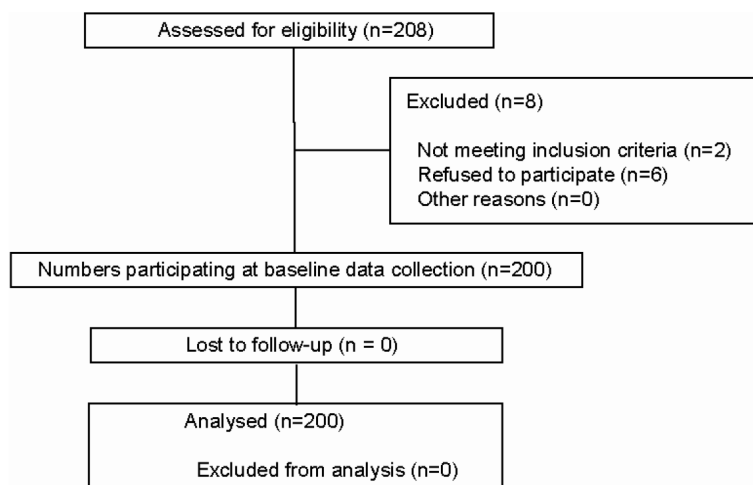 Assessed for eligibility (n=208)
Excluded (n=8)
Not meeting inclusion criteria (n=2)
Refused to participate (n=6)
Other reasons (n=0)
Numbers participating at baseline data collection (n=200)
Lost to follow-up (n = 0)
Analysed (n=200)
Excluded from analysis (n=0)